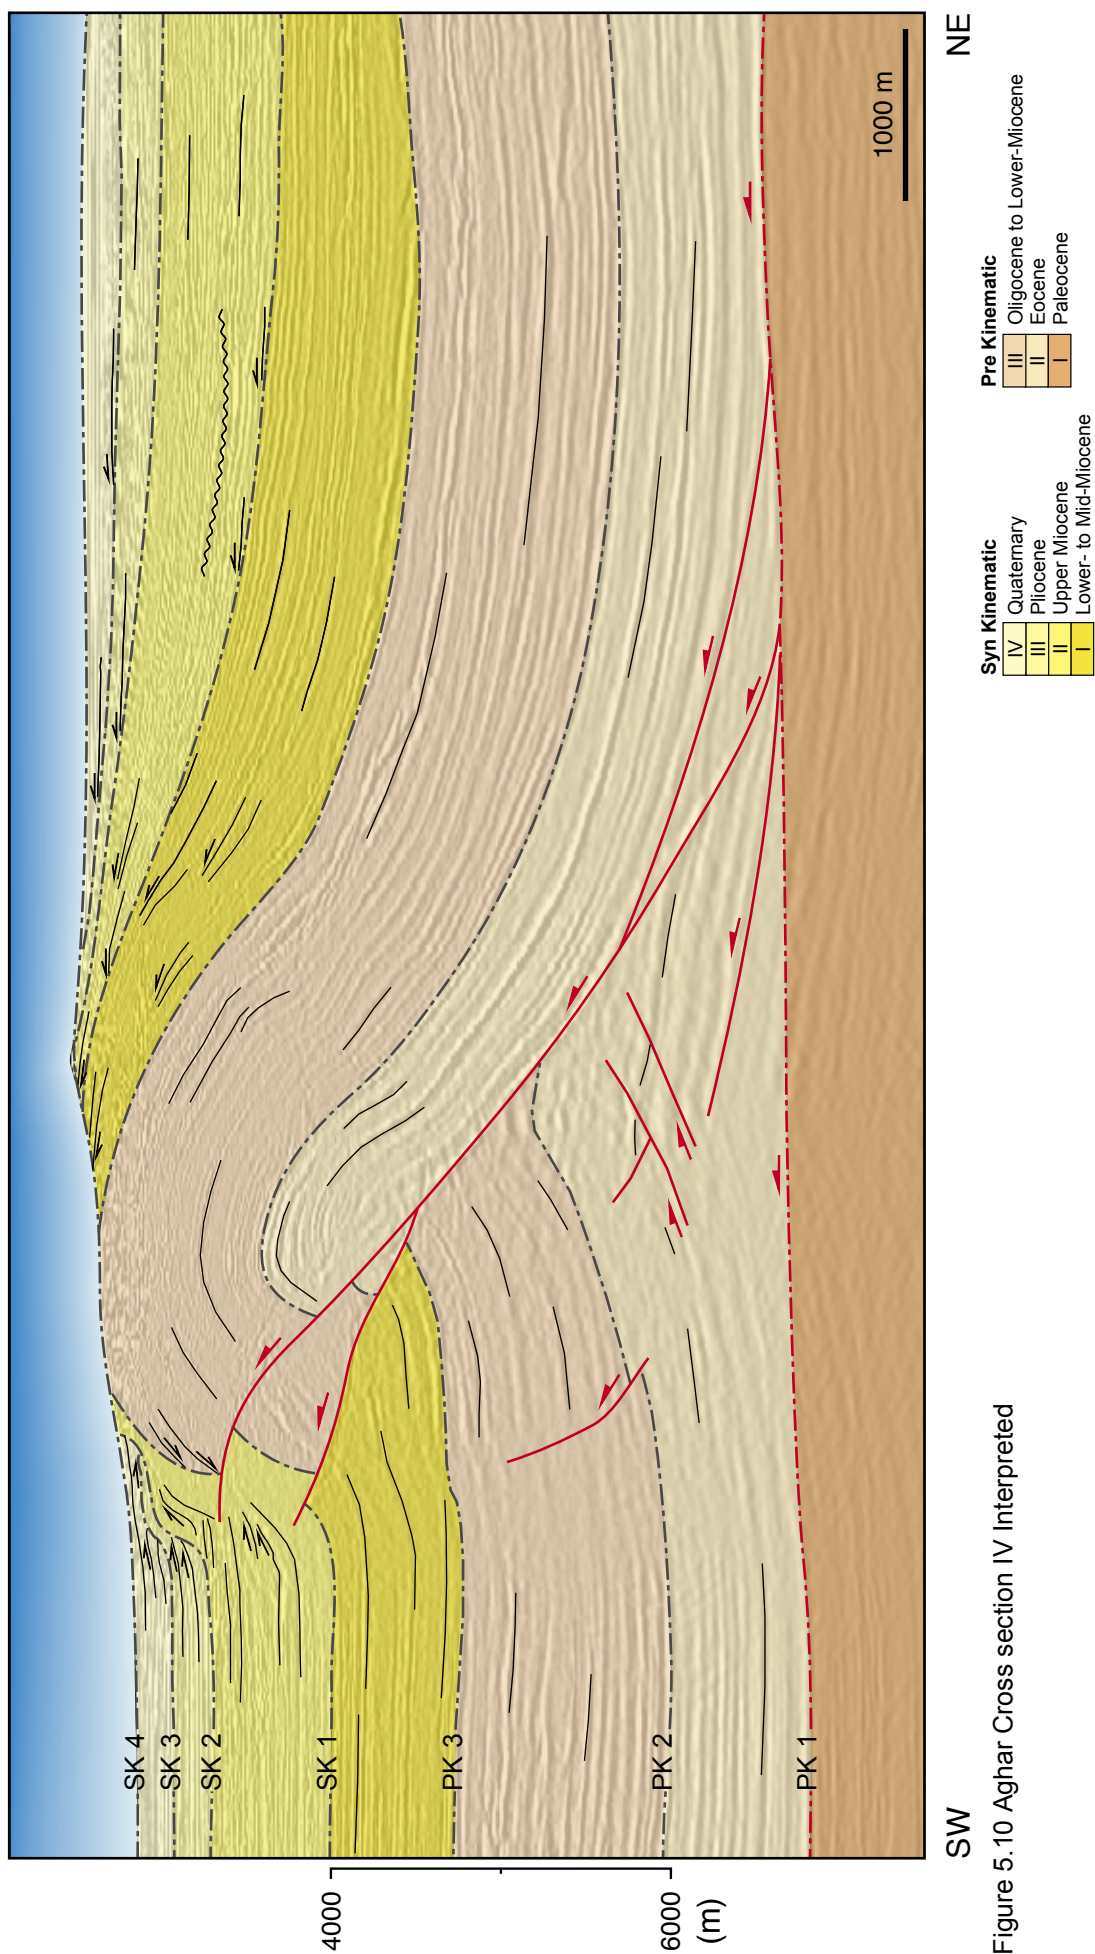 SK 4
SK 3
SK 2
SK 1
PK 3
PK 2
PK 1
4000
6000
(m)
SW
NE
1000 m
Syn Kinematic
IV Quaternary
III Pliocene
II Upper Miocene
I Lower- to Mid-Miocene
Pre Kinematic
III Oligocene to Lower-Miocene
II Eocene
I Paleocene
Figure 5.10 Aghar Cross section IV Interpreted